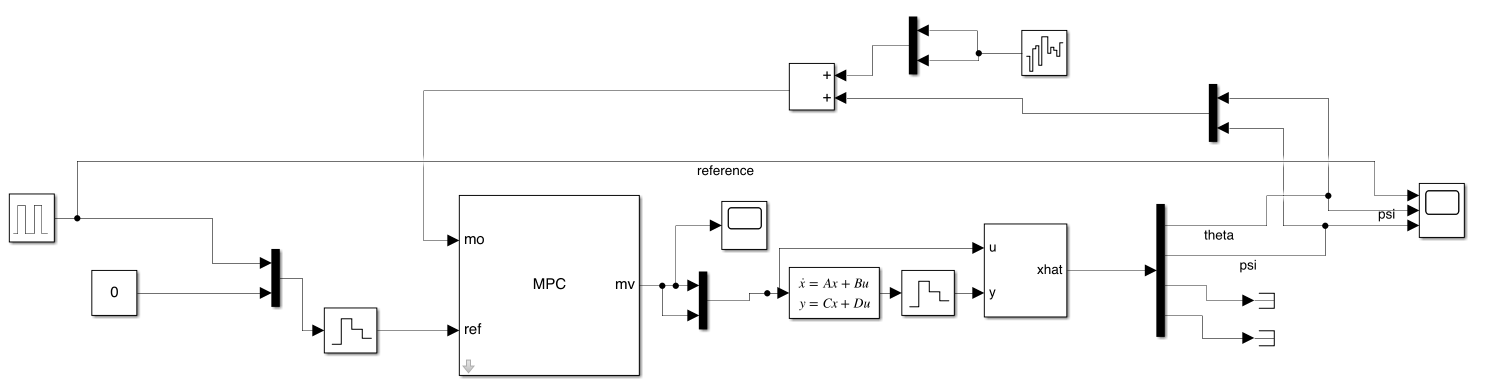 +
+
reference
psi
mo
theta
u
psi
0
MPC
mv
xhat
ẋ = Ax + Bu
y
y = Cx + Du
ref